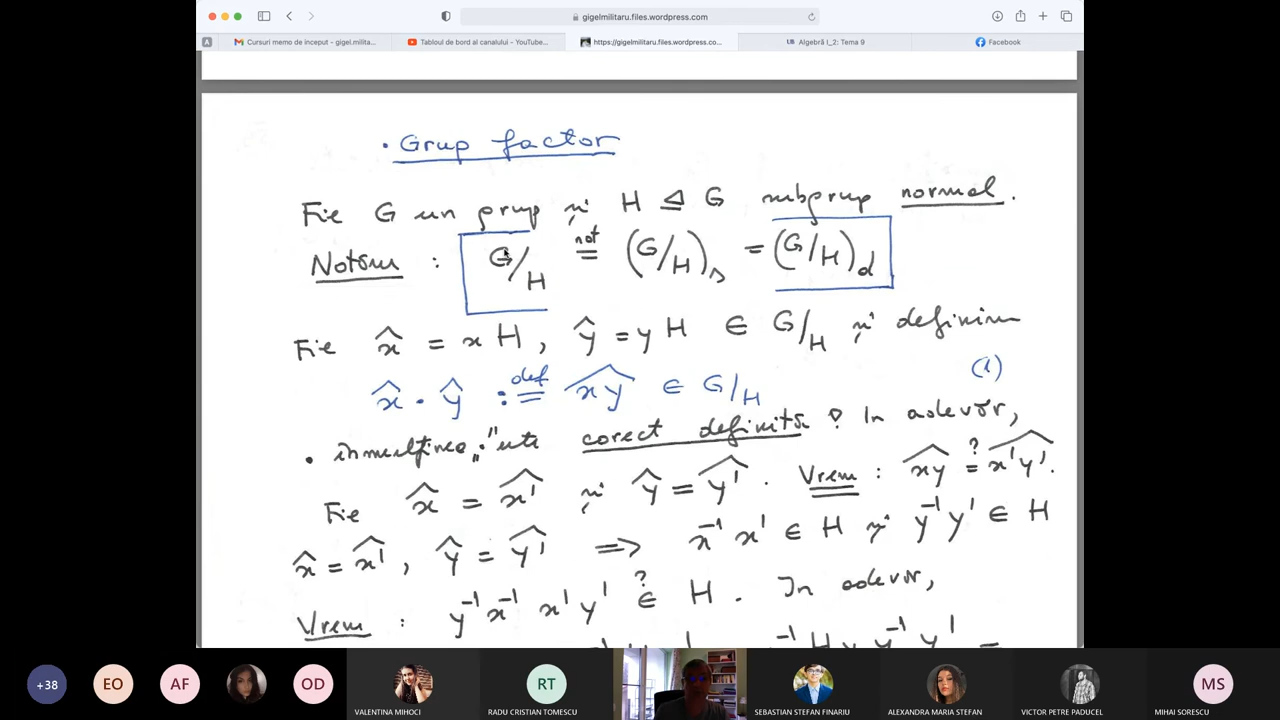 gigelmilitaru.files.wordpress.com
Cursuri memo de inceput - gigel.milita...
Tabloul de bord al canalului - YouTube...
https://gigelmilitaru.files.wordpress.co...
Algebră I_2: Tema 9
Facebook
• Grup factor
Fie G un grup și H ⊴ G subgrup normal.
Notăm : G/H not= (G/H)s = (G/H)d
Fie x̂ = xH, ŷ = yH ∈ G/H și definim
x̂ · ŷ :def= x͡y ∈ G/H (1)
• înmulțirea „·" este corect definită ? În adevăr,
Fie x̂ = x̂' și ŷ = ŷ'. Vrem : x͡y ?= x͡'y'.
x̂ = x̂', ŷ = ŷ' ⟹ x⁻¹x' ∈ H și y⁻¹y' ∈ H
Vrem : y⁻¹x⁻¹x'y' ?∈ H. În adevăr,
+38
EO
AF
OD
VALENTINA MIHOCI
RT
RADU CRISTIAN TOMESCU
SEBASTIAN STEFAN FINARIU
ALEXANDRA MARIA STEFAN
VICTOR PETRE PADUCEL
MS
MIHAI SORESCU